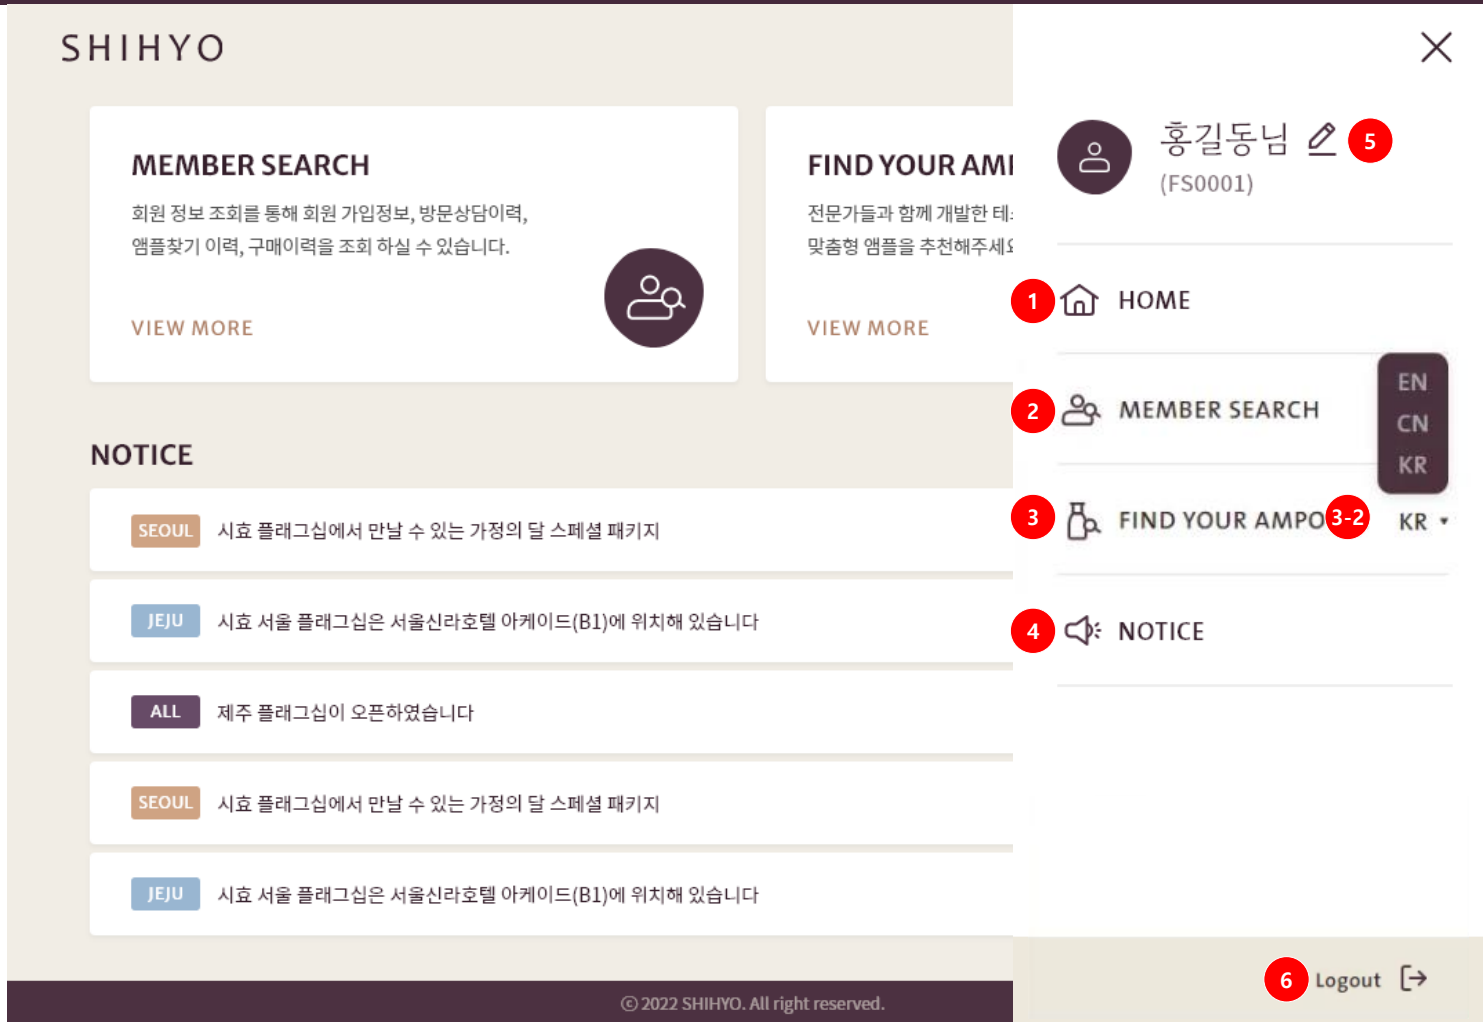 SHIHYO
MEMBER SEARCH
회원 정보 조회를 통해 회원 가입정보, 방문상담이력,
앰플찾기 이력, 구매이력을 조회 하실 수 있습니다.
VIEW MORE
FIND YOUR AMP
전문가들과 함께 개발한 테
맞춤형 앰플을 추천해주세요
VIEW MORE
NOTICE
SEOUL 시효 플래그십에서 만날 수 있는 가정의 달 스페셜 패키지
JEJU 시효 서울 플래그십은 서울신라호텔 아케이드(B1)에 위치해 있습니다
ALL 제주 플래그십이 오픈하였습니다
SEOUL 시효 플래그십에서 만날 수 있는 가정의 달 스페셜 패키지
JEJU 시효 서울 플래그십은 서울신라호텔 아케이드(B1)에 위치해 있습니다
© 2022 SHIHYO. All right reserved.
홍길동님 5
(FS0001)
1 HOME
2 MEMBER SEARCH
EN
CN
KR
3 FIND YOUR AMPO 3-2 KR
4 NOTICE
6 Logout